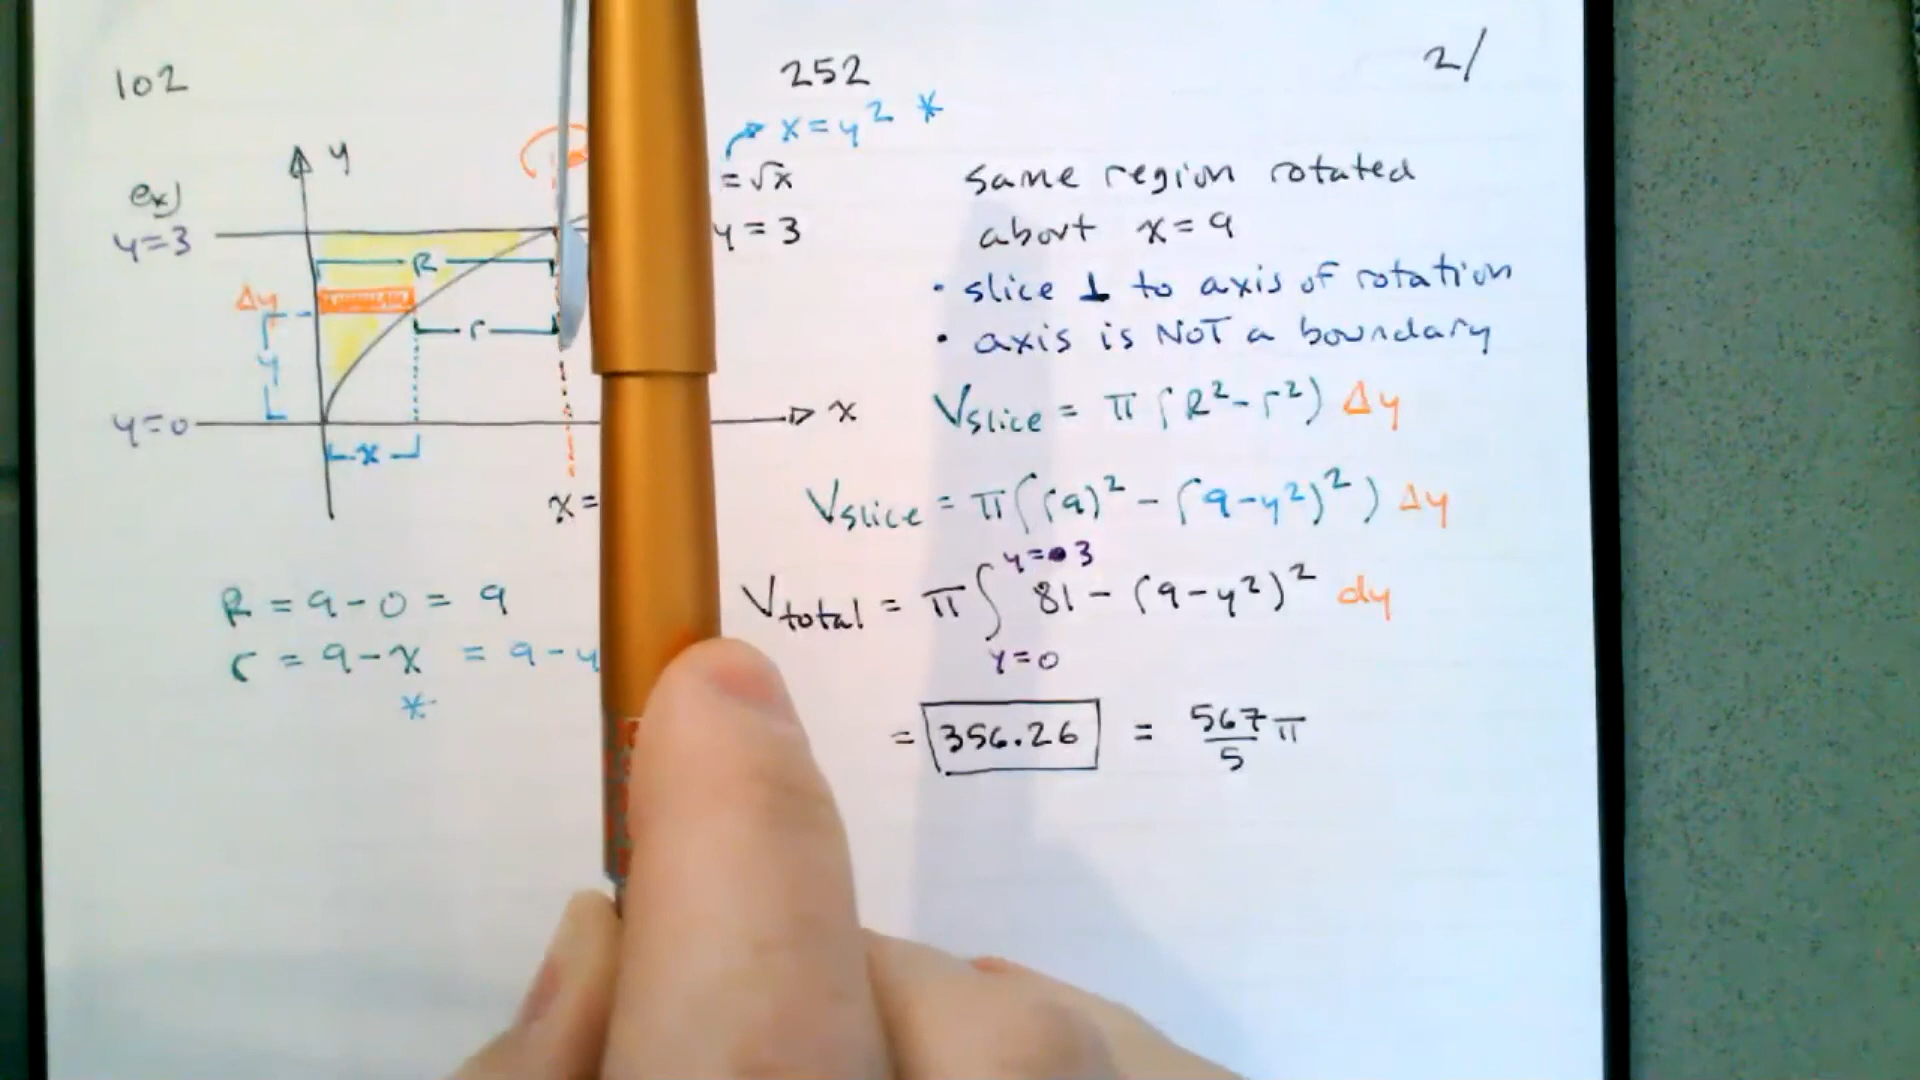 102
252
2/
x = y² *
ex)
y
= √x
y = 3
y=3
R
Δy
r
y
y=0
x
x
x =
R = 9 - 0 = 9
r = 9 - x = 9 - y
*
same region rotated
about x = 9
• slice ⊥ to axis of rotation
• axis is NOT a boundary
Vslice = π (R² - r²) Δy
Vslice = π((9)² - (9-y²)²) Δy
y=3
Vtotal = π∫ 81 - (9-y²)² dy
y=0
= 356.26 = 567/5 π